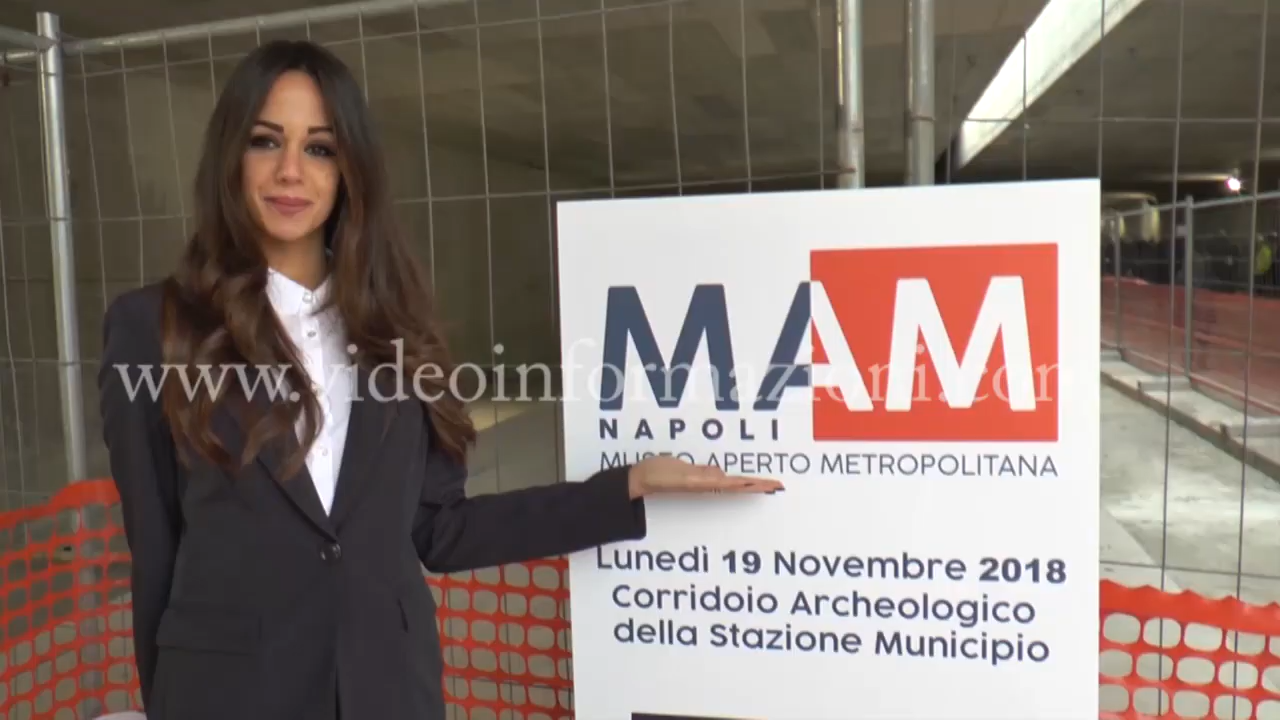 MAM
NAPOLI
MUSEO APERTO METROPOLITANA
www.videoinformazioni.com
Lunedì 19 Novembre 2018
Corridoio Archeologico
della Stazione Municipio